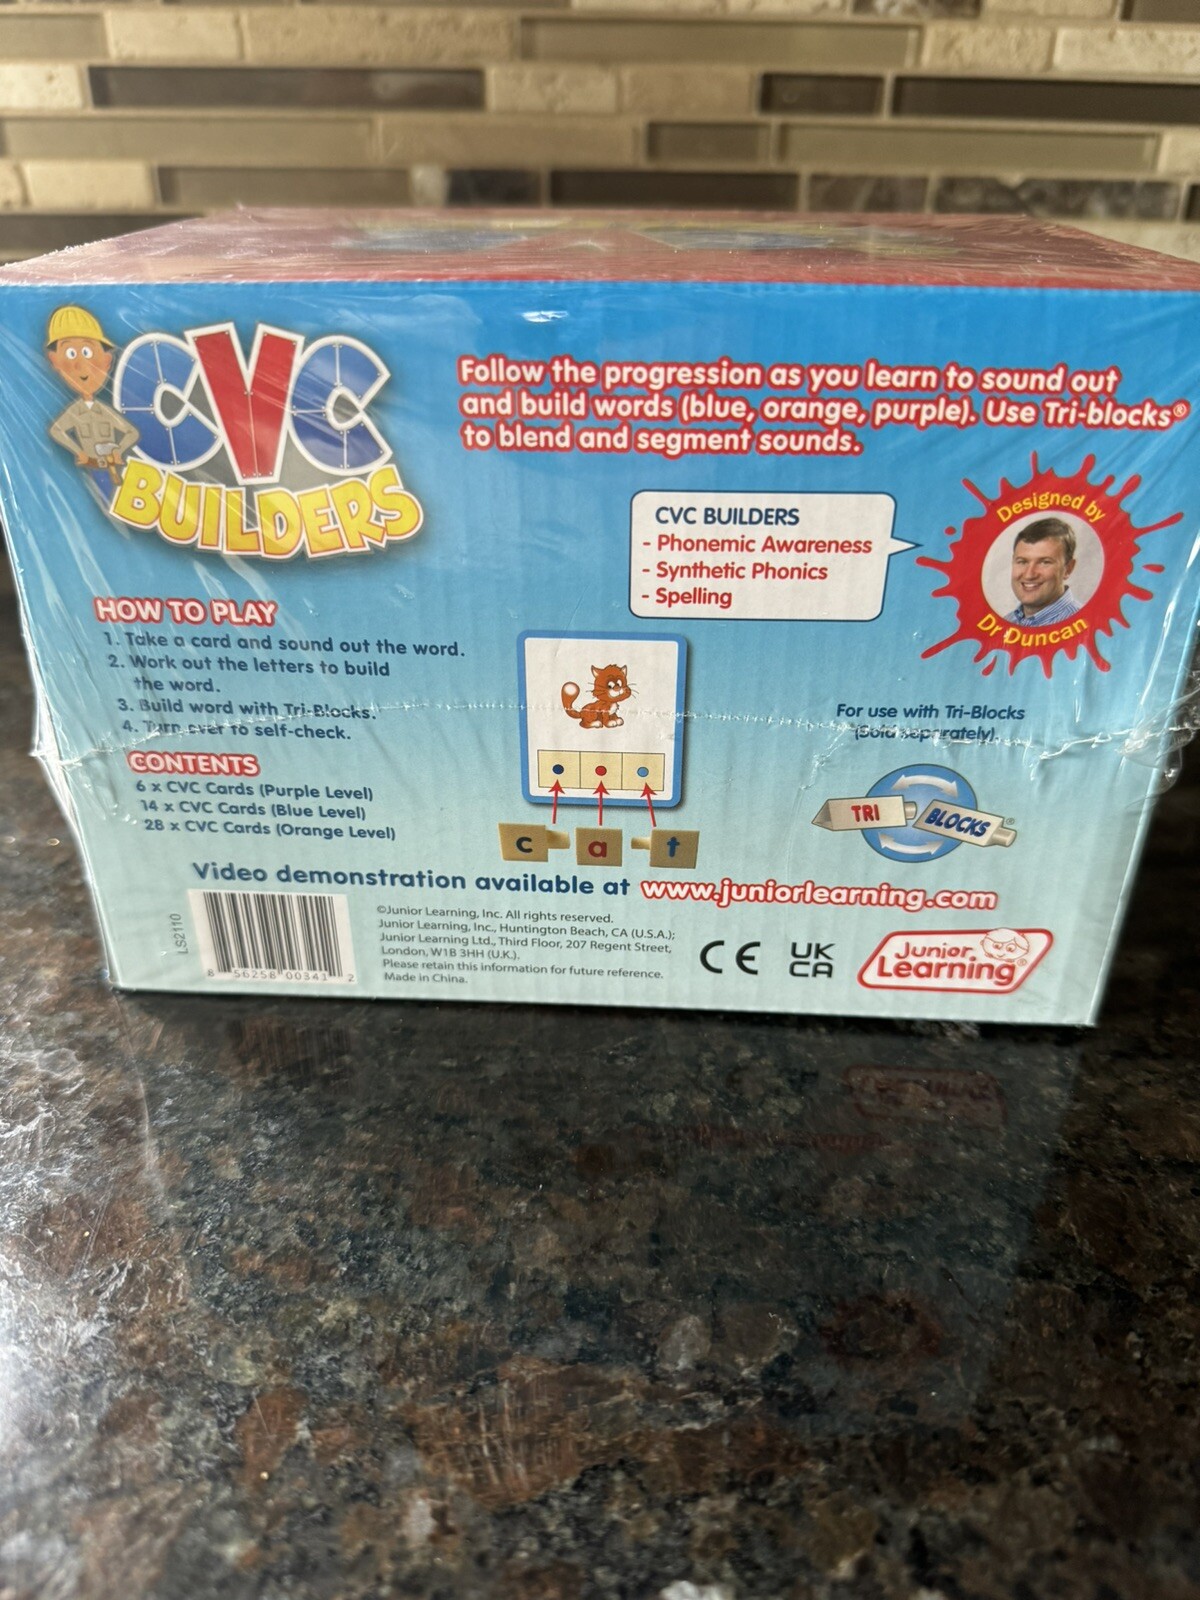 CVC
BUILDERS
Follow the progression as you learn to sound out
and build words (blue, orange, purple). Use Tri-blocks®
to blend and segment sounds.
CVC BUILDERS
- Phonemic Awareness
- Synthetic Phonics
- Spelling
Designed by
Dr Duncan
HOW TO PLAY
1. Take a card and sound out the word.
2. Work out the letters to build
the word.
3. Build word with Tri-Blocks.
4. Turn over to self-check.
CONTENTS
6 x CVC Cards (Purple Level)
14 x CVC Cards (Blue Level)
28 x CVC Cards (Orange Level)
c a t
For use with Tri-Blocks
(Sold separately).
TRI BLOCKS®
Video demonstration available at www.juniorlearning.com
LS2110
8 56258 00341 2
©Junior Learning, Inc. All rights reserved.
Junior Learning, Inc., Huntington Beach, CA (U.S.A.);
Junior Learning Ltd., Third Floor, 207 Regent Street,
London, W1B 3HH (U.K.).
Please retain this information for future reference.
Made in China.
CE
UK
CA
Junior
Learning®